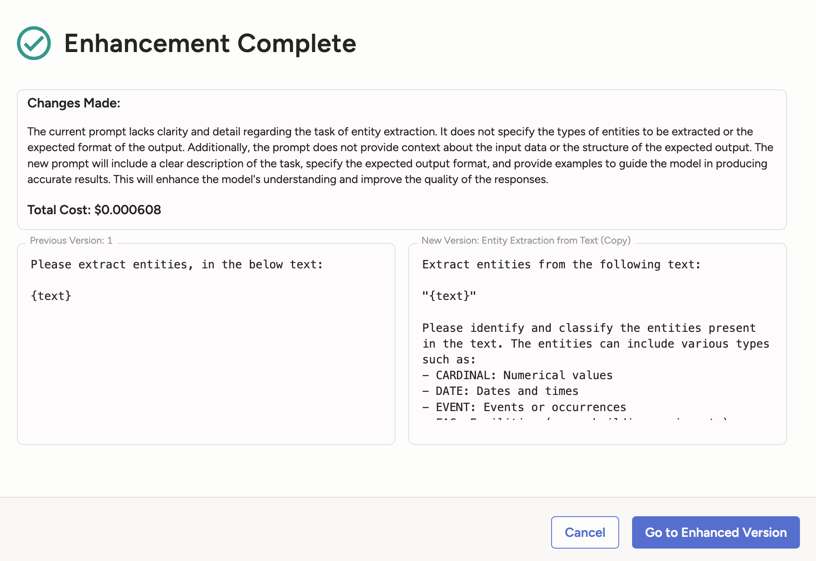 Enhancement Complete
Changes Made:
The current prompt lacks clarity and detail regarding the task of entity extraction. It does not specify the types of entities to be extracted or the
expected format of the output. Additionally, the prompt does not provide context about the input data or the structure of the expected output. The
new prompt will include a clear description of the task, specify the expected output format, and provide examples to guide the model in producing
accurate results. This will enhance the model's understanding and improve the quality of the responses.
Total Cost: $0.000608
Previous Version: 1
Please extract entities, in the below text:
{text}
New Version: Entity Extraction from Text (Copy)
Extract entities from the following text:
"{text}"
Please identify and classify the entities present
in the text. The entities can include various types
such as:
– CARDINAL: Numerical values
– DATE: Dates and times
– EVENT: Events or occurrences
Cancel
Go to Enhanced Version